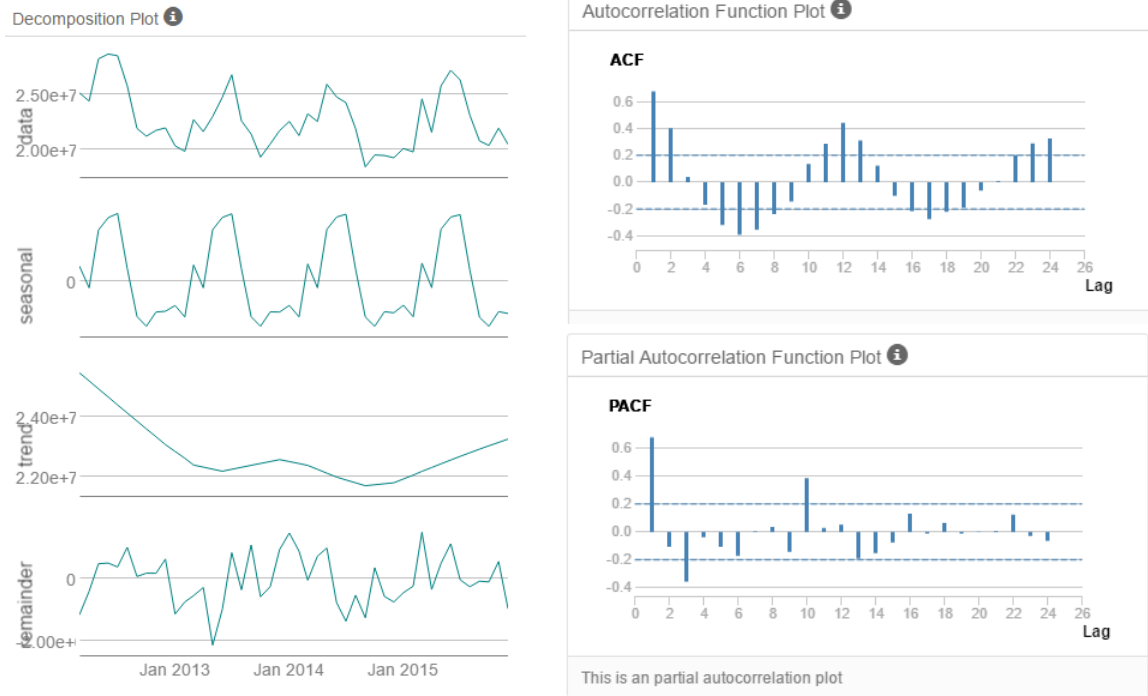 Decomposition Plot
2.50e+7
2.00e+7
data
0
seasonal
2.40e+7
2.20e+7
trend
0
-2.00e+
remainder
Jan 2013 Jan 2014 Jan 2015
Autocorrelation Function Plot
ACF
0.6
0.4
0.2
0.0
-0.2
-0.4
0 2 4 6 8 10 12 14 16 18 20 22 24 26
Lag
Partial Autocorrelation Function Plot
PACF
0.6
0.4
0.2
0.0
-0.2
-0.4
0 2 4 6 8 10 12 14 16 18 20 22 24 26
Lag
This is an partial autocorrelation plot